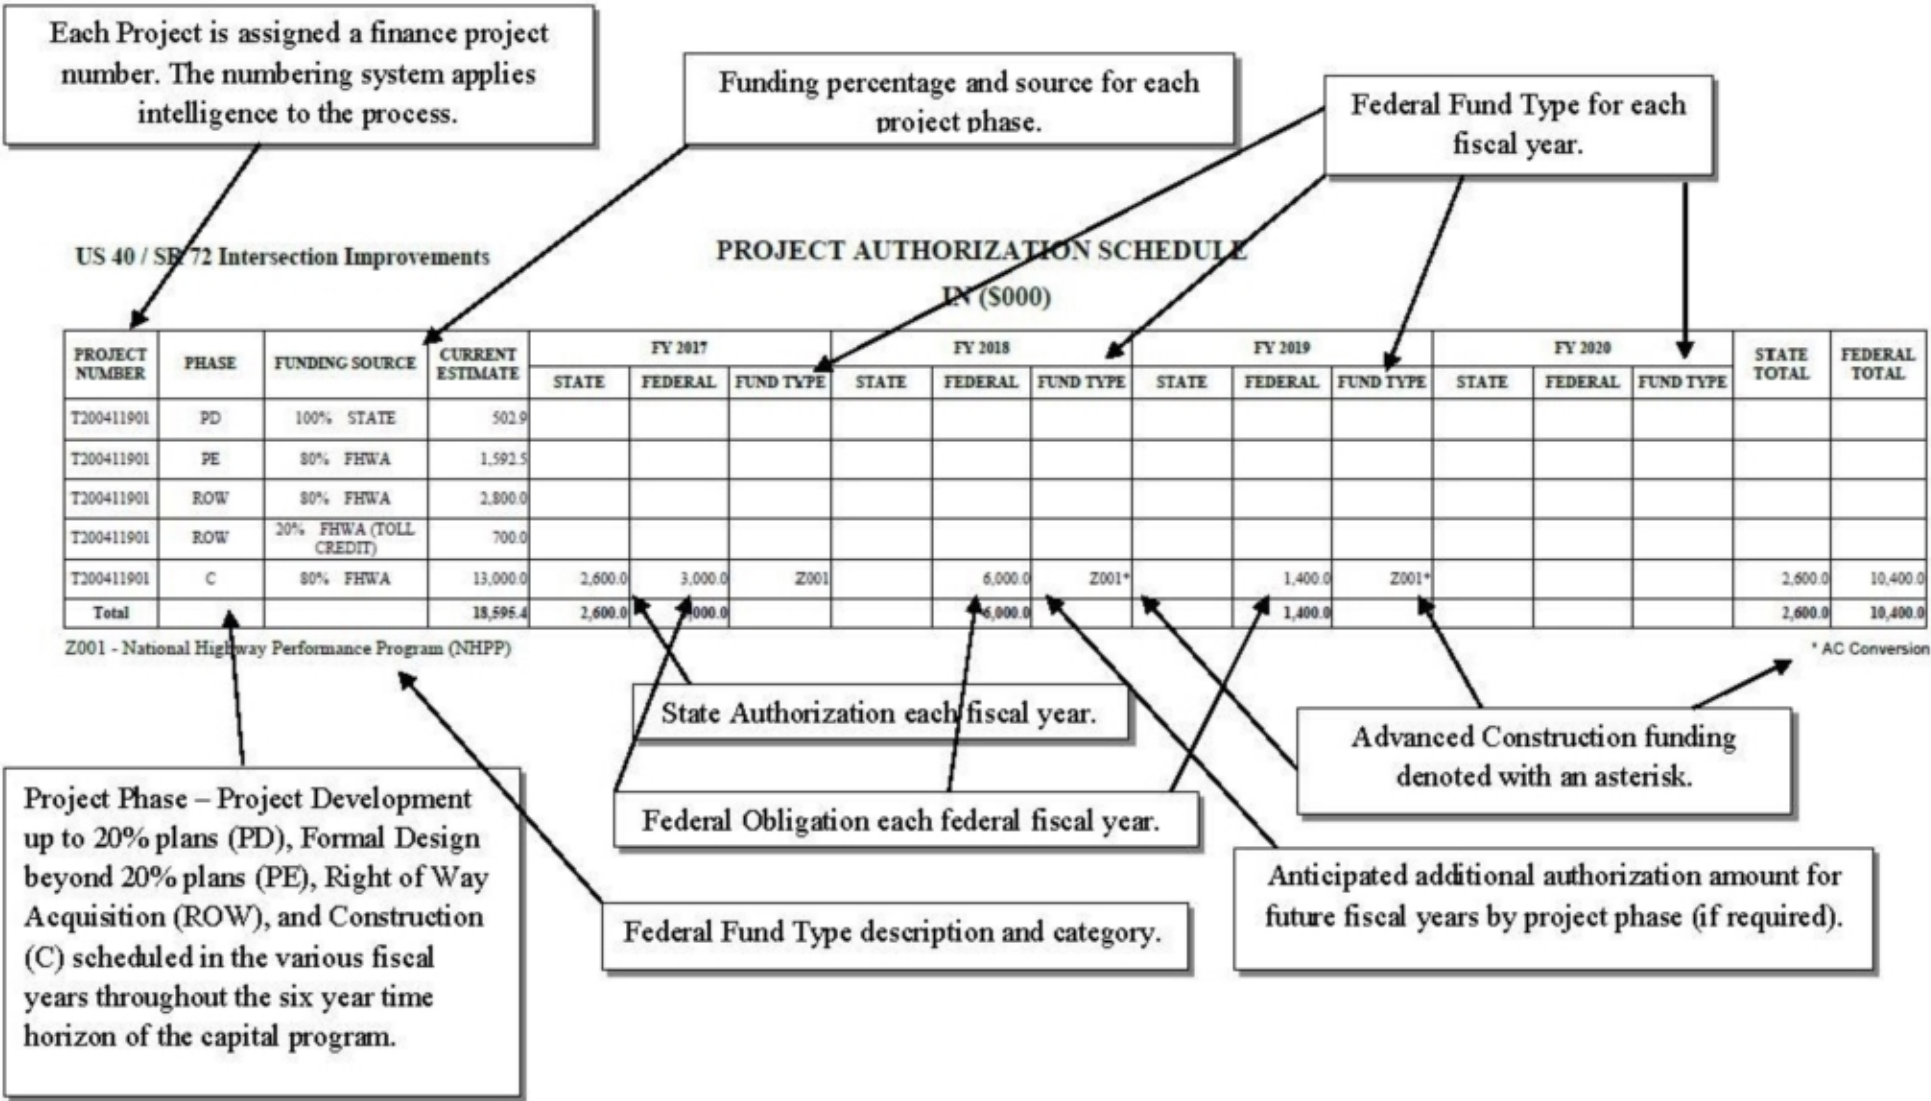 Each Project is assigned a finance project
number. The numbering system applies
intelligence to the process.
Funding percentage and source for each
project phase.
Federal Fund Type for each
fiscal year.
US 40 / SR 72 Intersection Improvements
PROJECT AUTHORIZATION SCHEDULE
IN ($000)
PROJECT NUMBER PHASE FUNDING SOURCE CURRENT ESTIMATE FY 2017 FY 2018 FY 2019 FY 2020 STATE TOTAL FEDERAL TOTAL
STATE FEDERAL FUND TYPE STATE FEDERAL FUND TYPE STATE FEDERAL FUND TYPE STATE FEDERAL FUND TYPE
T200411901 PD 100% STATE 502.9
T200411901 PE 80% FHWA 1,592.5
T200411901 ROW 80% FHWA 2,800.0
T200411901 ROW 20% FHWA (TOLL CREDIT) 700.0
T200411901 C 80% FHWA 13,000.0 2,600.0 3,000.0 Z001 6,000.0 Z001* 1,400.0 Z001* 2,600.0 10,400.0
Total 18,595.4 2,600.0 000.0 6,000.0 1,400.0 2,600.0 10,400.0
Z001 - National Highway Performance Program (NHPP)
* AC Conversion
State Authorization each fiscal year.
Advanced Construction funding
denoted with an asterisk.
Project Phase – Project Development
up to 20% plans (PD), Formal Design
beyond 20% plans (PE), Right of Way
Acquisition (ROW), and Construction
(C) scheduled in the various fiscal
years throughout the six year time
horizon of the capital program.
Federal Obligation each federal fiscal year.
Anticipated additional authorization amount for
future fiscal years by project phase (if required).
Federal Fund Type description and category.